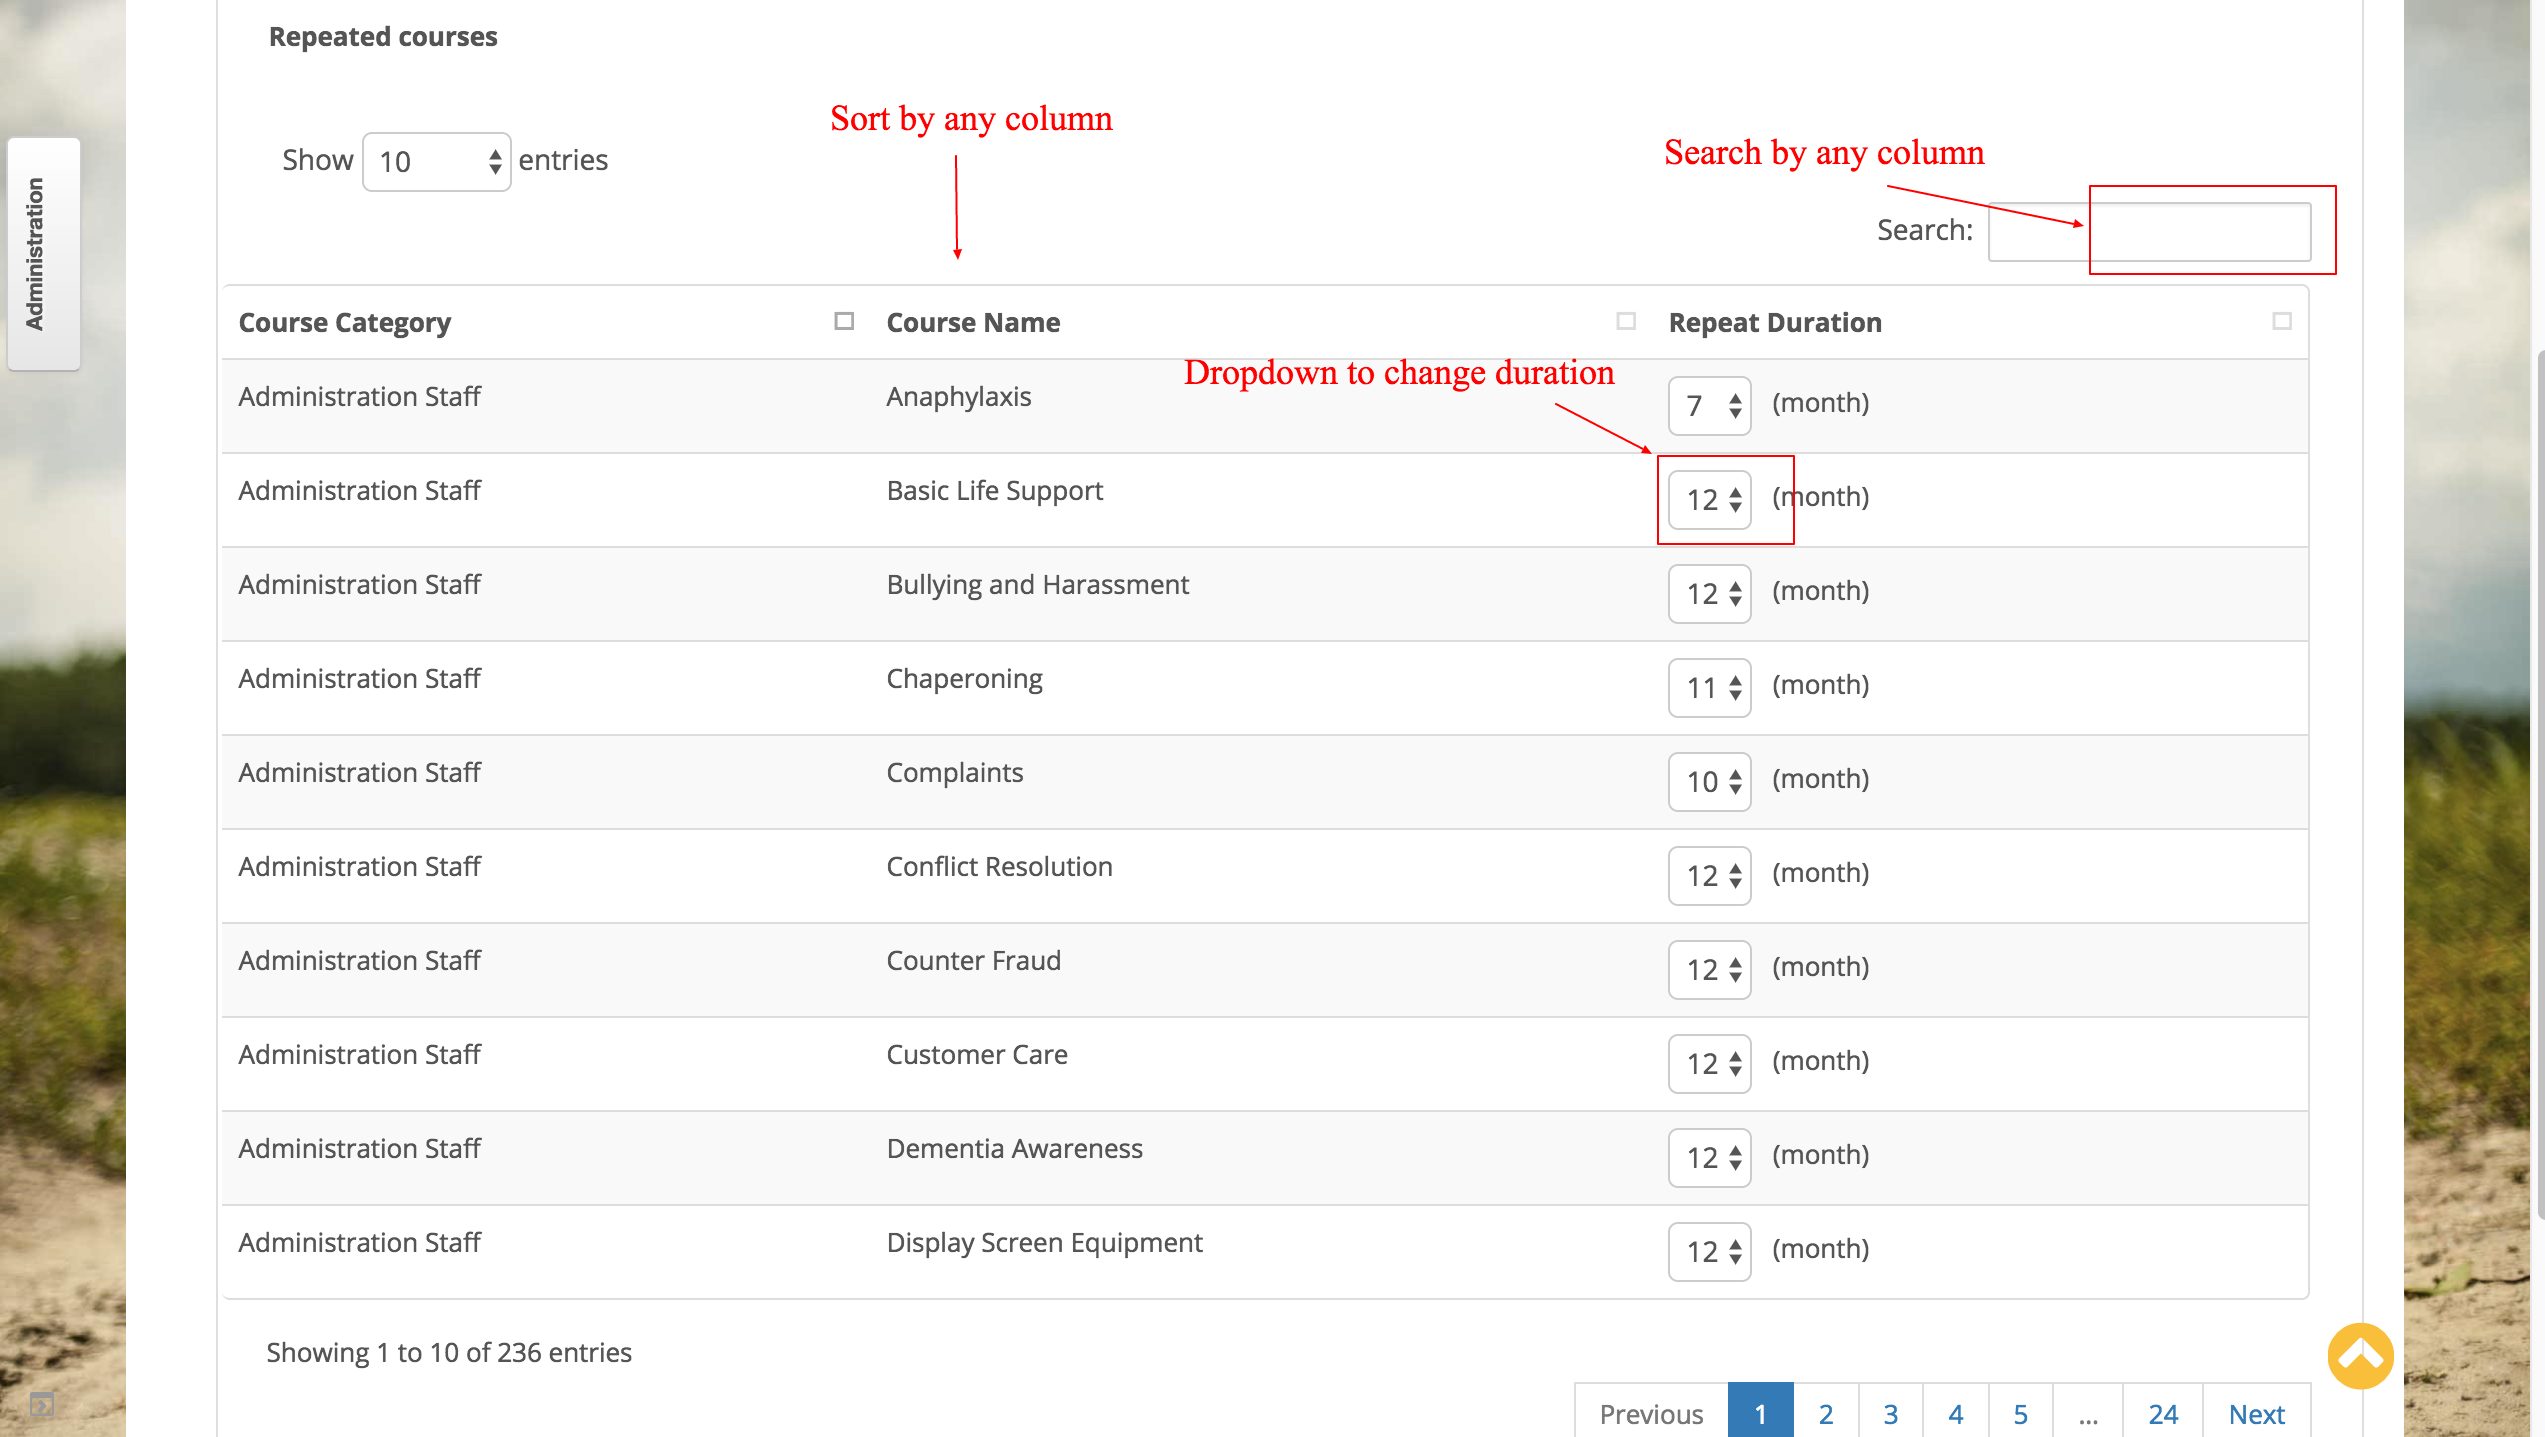 Repeated courses
Sort by any column
Show 10 entries
Search by any column
Search:
Administration
Course Category Course Name Repeat Duration
Dropdown to change duration
Administration Staff Anaphylaxis 7 (month)
Administration Staff Basic Life Support 12 (month)
Administration Staff Bullying and Harassment 12 (month)
Administration Staff Chaperoning 11 (month)
Administration Staff Complaints 10 (month)
Administration Staff Conflict Resolution 12 (month)
Administration Staff Counter Fraud 12 (month)
Administration Staff Customer Care 12 (month)
Administration Staff Dementia Awareness 12 (month)
Administration Staff Display Screen Equipment 12 (month)
Showing 1 to 10 of 236 entries
Previous 1 2 3 4 5 ... 24 Next